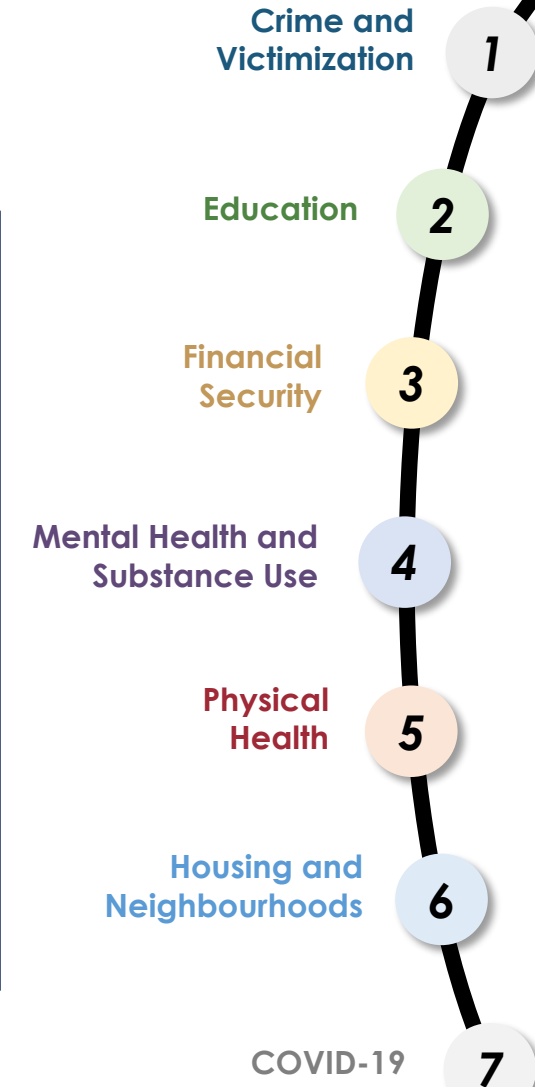 Crime and
Victimization
1
Education
2
Financial
Security
3
Mental Health and
Substance Use
4
Physical
Health
5
Housing and
Neighbourhoods
6
COVID-19
7